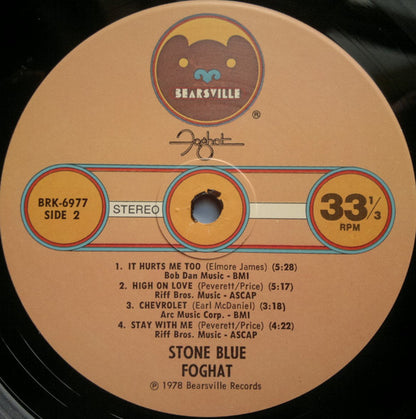 BEARSVILLE
®
Foghat
BRK-6977
SIDE 2
STEREO
33 1/3
RPM
1. IT HURTS ME TOO (Elmore James) (5:28)
Bob Dan Music - BMI
2. HIGH ON LOVE (Peverett/Price) (5:17)
Riff Bros. Music - ASCAP
3. CHEVROLET (Earl McDaniel) (3:18)
Arc Music Corp. - BMI
4. STAY WITH ME (Peverett/Price) (4:22)
Riff Bros. Music - ASCAP
STONE BLUE
FOGHAT
℗ 1978 Bearsville Records